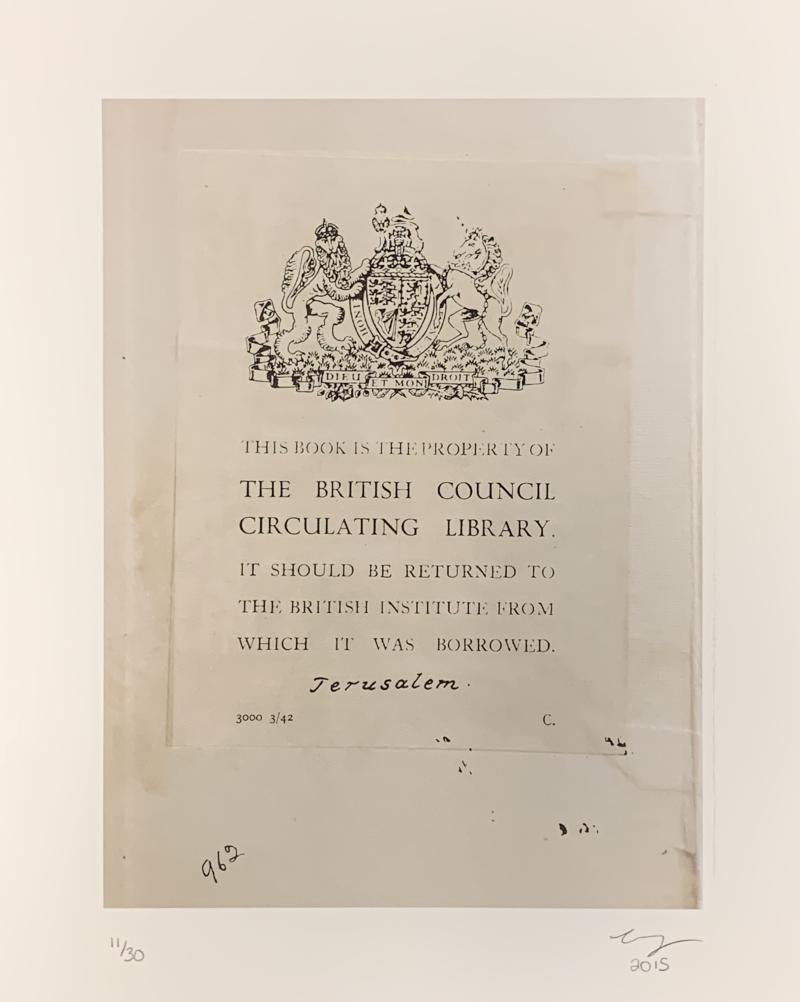 HONI
DIEU ET MON DROIT
THIS BOOK IS THE PROPERTY OF
THE BRITISH COUNCIL
CIRCULATING LIBRARY.
IT SHOULD BE RETURNED TO
THE BRITISH INSTITUTE FROM
WHICH IT WAS BORROWED.
Jerusalem.
3000 3/42 C.
962
11/30
2015